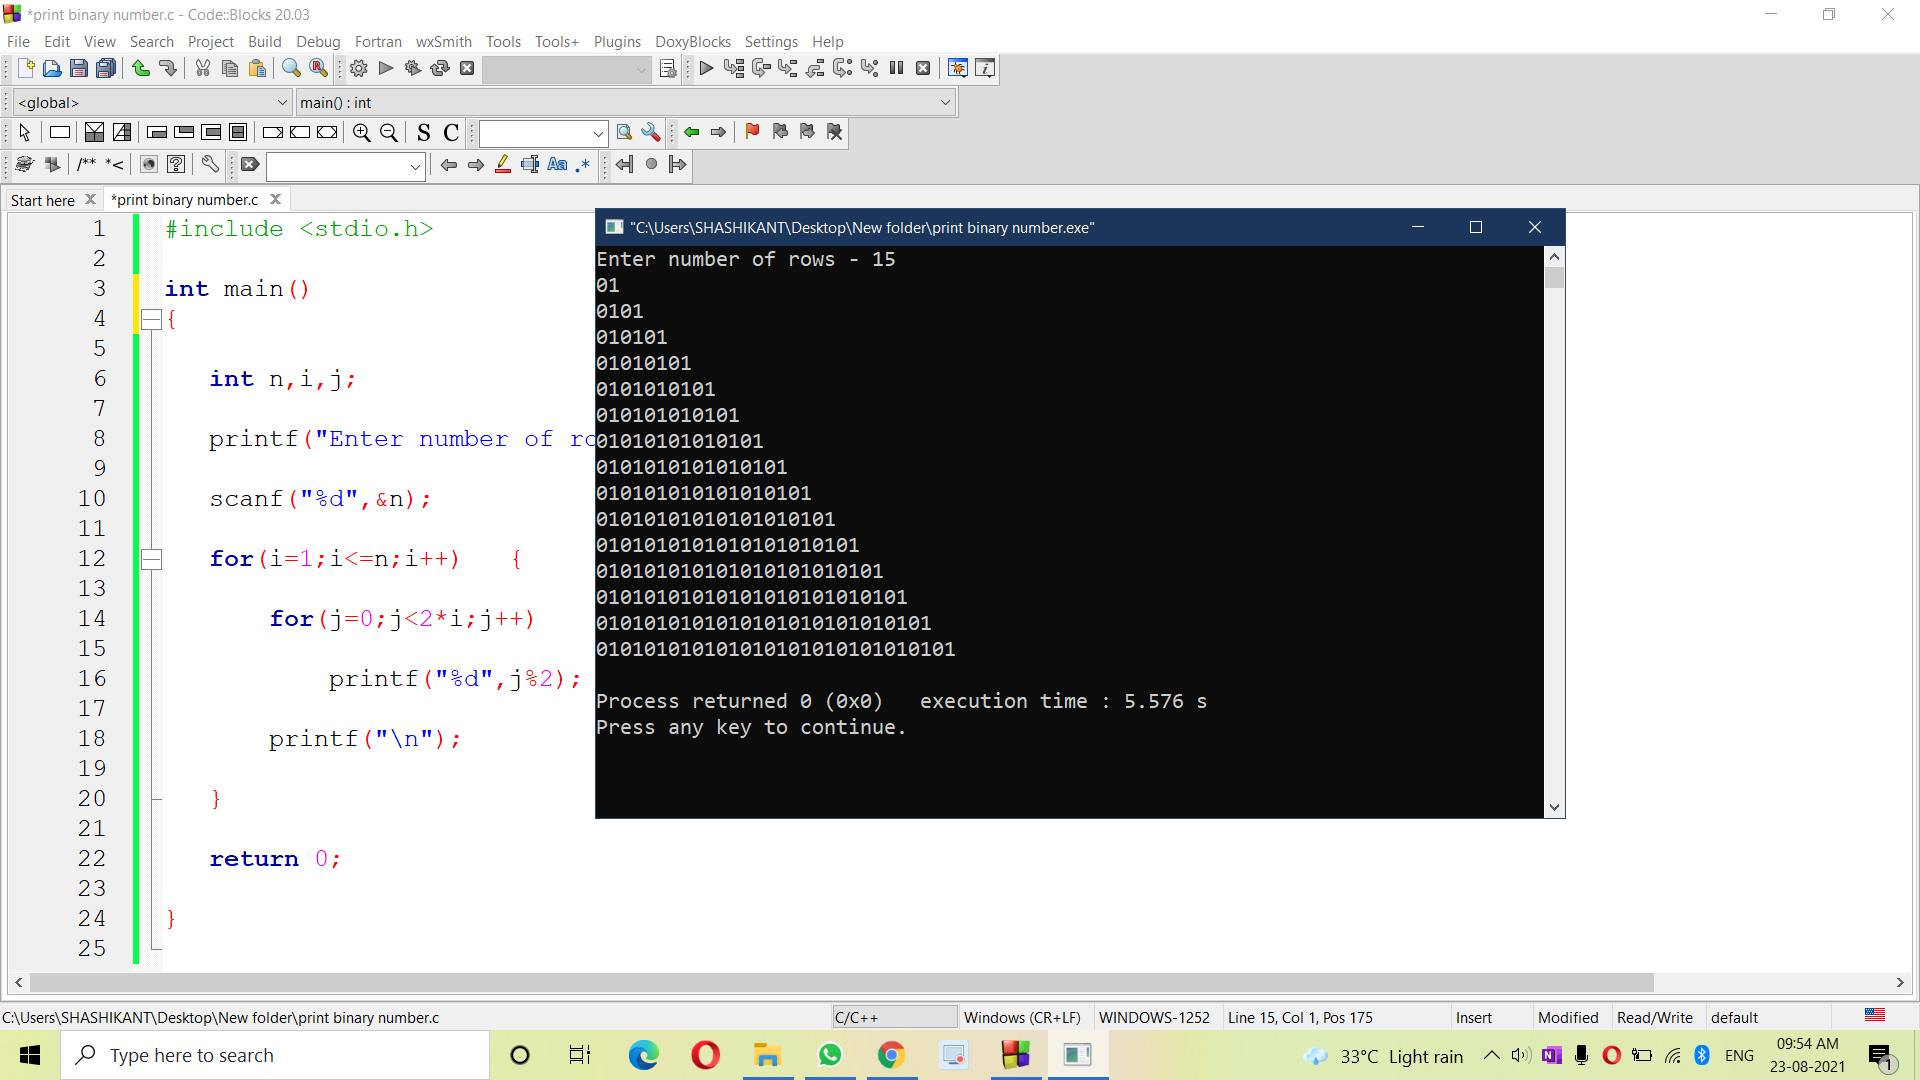 *print binary number.c - Code::Blocks 20.03
File Edit View Search Project Build Debug Fortran wxSmith Tools Tools+ Plugins DoxyBlocks Settings Help
<global> main() : int
S C
/** *< Aa .*
Start here *print binary number.c
1 #include <stdio.h>
2
3 int main()
4 {
5
6 int n,i,j;
7
8 printf("Enter number of ro
9
10 scanf("%d",&n);
11
12 for(i=1;i<=n;i++) {
13
14 for(j=0;j<2*i;j++)
15
16 printf("%d",j%2);
17
18 printf("\n");
19
20 }
21
22 return 0;
23
24 }
25
"C:\Users\SHASHIKANT\Desktop\New folder\print binary number.exe"
Enter number of rows - 15
01
0101
010101
01010101
0101010101
010101010101
01010101010101
0101010101010101
010101010101010101
01010101010101010101
0101010101010101010101
010101010101010101010101
01010101010101010101010101
0101010101010101010101010101
010101010101010101010101010101
Process returned 0 (0x0) execution time : 5.576 s
Press any key to continue.
C:\Users\SHASHIKANT\Desktop\New folder\print binary number.c C/C++ Windows (CR+LF) WINDOWS-1252 Line 15, Col 1, Pos 175 Insert Modified Read/Write default
Type here to search 33°C Light rain ENG 09:54 AM
23-08-2021 1